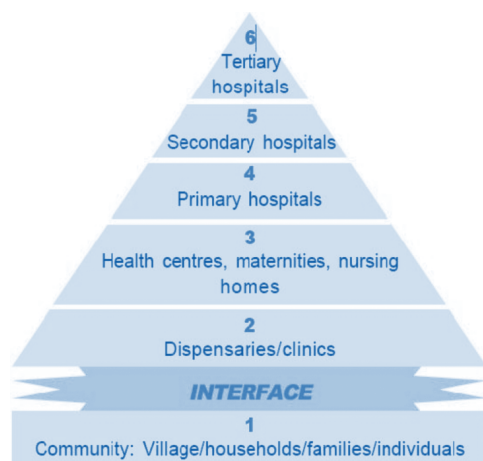 6
Tertiary
hospitals
5
Secondary hospitals
4
Primary hospitals
3
Health centres, maternities, nursing
homes
2
Dispensaries/clinics
INTERFACE
1
Community: Village/households/families/individuals